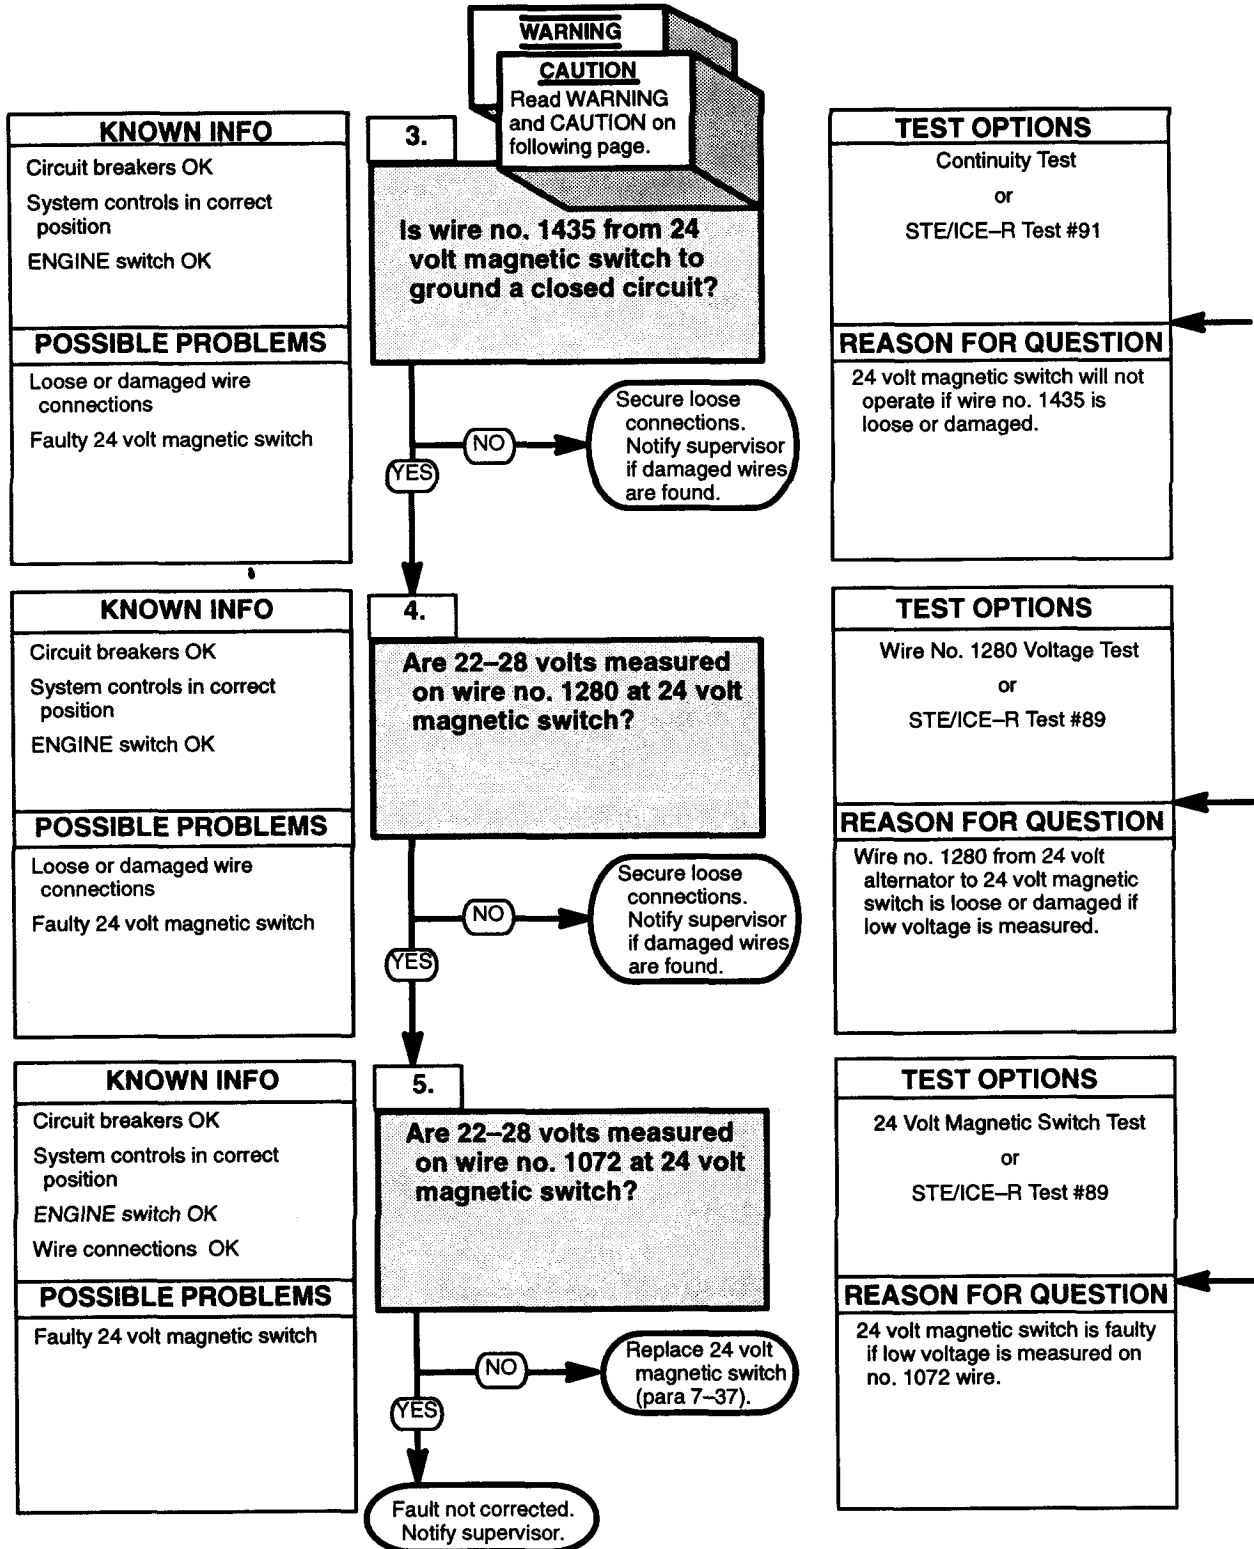 WARNING
CAUTION
Read WARNING
and CAUTION on
following page.
KNOWN INFO
Circuit breakers OK
System controls in correct
position
ENGINE switch OK
POSSIBLE PROBLEMS
Loose or damaged wire
connections
Faulty 24 volt magnetic switch
3.
Is wire no. 1435 from 24
volt magnetic switch to
ground a closed circuit?
NO
YES
Secure loose
connections.
Notify supervisor
if damaged wires
are found.
TEST OPTIONS
Continuity Test
or
STE/ICE–R Test #91
REASON FOR QUESTION
24 volt magnetic switch will not
operate if wire no. 1435 is
loose or damaged.
KNOWN INFO
Circuit breakers OK
System controls in correct
position
ENGINE switch OK
POSSIBLE PROBLEMS
Loose or damaged wire
connections
Faulty 24 volt magnetic switch
4.
Are 22–28 volts measured
on wire no. 1280 at 24 volt
magnetic switch?
NO
YES
Secure loose
connections.
Notify supervisor
if damaged wires
are found.
TEST OPTIONS
Wire No. 1280 Voltage Test
or
STE/ICE–R Test #89
REASON FOR QUESTION
Wire no. 1280 from 24 volt
alternator to 24 volt magnetic
switch is loose or damaged if
low voltage is measured.
KNOWN INFO
Circuit breakers OK
System controls in correct
position
ENGINE switch OK
Wire connections OK
POSSIBLE PROBLEMS
Faulty 24 volt magnetic switch
5.
Are 22–28 volts measured
on wire no. 1072 at 24 volt
magnetic switch?
NO
YES
Replace 24 volt
magnetic switch
(para 7–37).
Fault not corrected.
Notify supervisor.
TEST OPTIONS
24 Volt Magnetic Switch Test
or
STE/ICE–R Test #89
REASON FOR QUESTION
24 volt magnetic switch is faulty
if low voltage is measured on
no. 1072 wire.